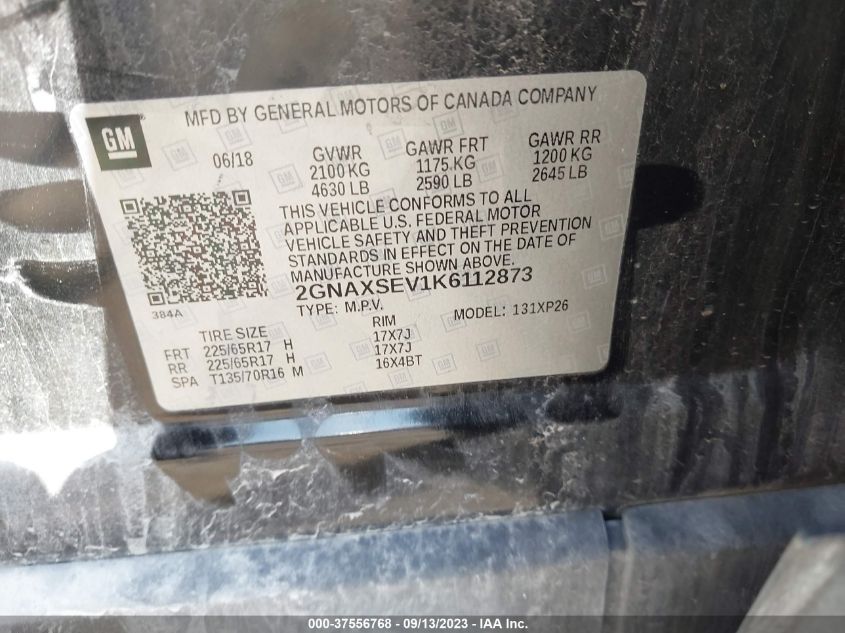 MFD BY GENERAL MOTORS OF CANADA COMPANY
GM
06/18 GVWR GAWR FRT GAWR RR
2100 KG 1175 KG 1200 KG
4630 LB 2590 LB 2645 LB
THIS VEHICLE CONFORMS TO ALL
APPLICABLE U.S. FEDERAL MOTOR
VEHICLE SAFETY AND THEFT PREVENTION
STANDARDS IN EFFECT ON THE DATE OF
MANUFACTURE SHOWN ABOVE.
2GNAXSEV1K6112873
384A
TYPE: M.P.V. MODEL: 131XP26
TIRE SIZE RIM
FRT 225/65R17 H 17X7J
RR 225/65R17 H 17X7J
SPA T135/70R16 M 16X4BT
000-37556768 - 09/13/2023 - IAA Inc.